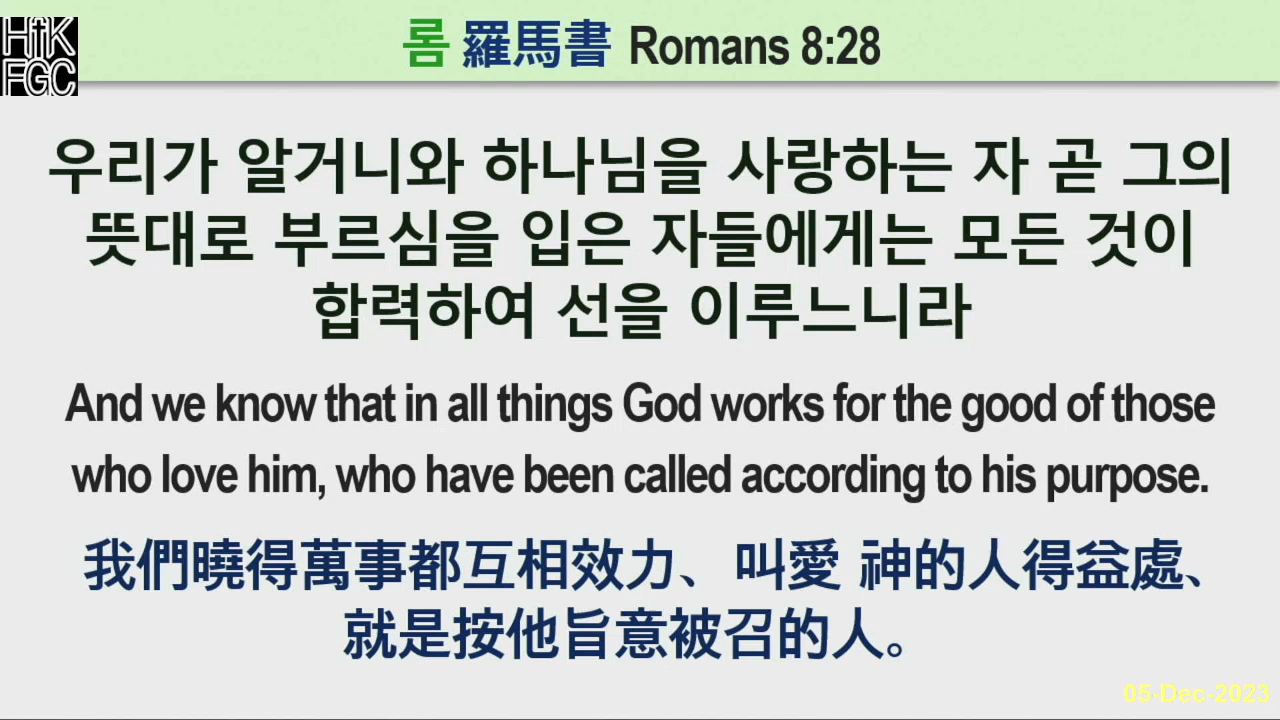 HfK
FGC
롬 羅馬書 Romans 8:28
우리가 알거니와 하나님을 사랑하는 자 곧 그의
뜻대로 부르심을 입은 자들에게는 모든 것이
합력하여 선을 이루느니라
And we know that in all things God works for the good of those
who love him, who have been called according to his purpose.
我們曉得萬事都互相效力、叫愛 神的人得益處、
就是按他旨意被召的人。
05-Dec-2023